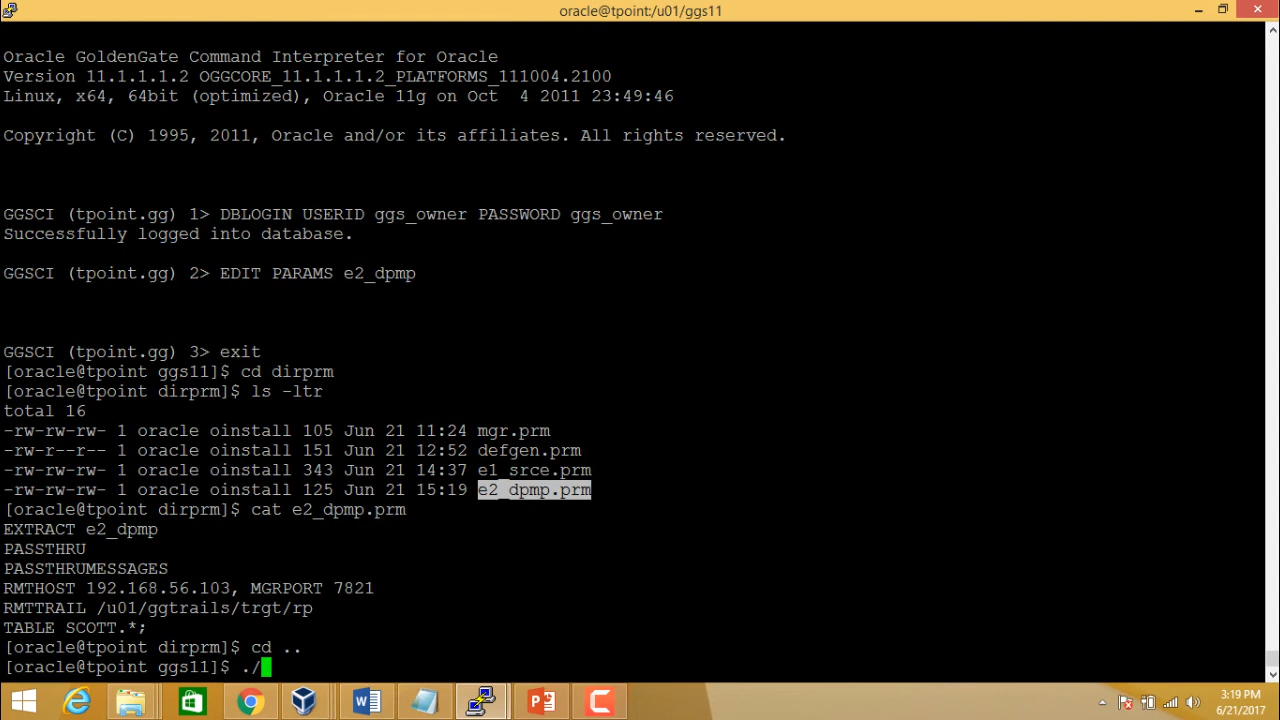 oracle@tpoint:/u01/ggs11
Oracle GoldenGate Command Interpreter for Oracle
Version 11.1.1.1.2 OGGCORE_11.1.1.1.2_PLATFORMS_111004.2100
Linux, x64, 64bit (optimized), Oracle 11g on Oct  4 2011 23:49:46
Copyright (C) 1995, 2011, Oracle and/or its affiliates. All rights reserved.
GGSCI (tpoint.gg) 1> DBLOGIN USERID ggs_owner PASSWORD ggs_owner
Successfully logged into database.
GGSCI (tpoint.gg) 2> EDIT PARAMS e2_dpmp
GGSCI (tpoint.gg) 3> exit
[oracle@tpoint ggs11]$ cd dirprm
[oracle@tpoint dirprm]$ ls -ltr
total 16
-rw-rw-rw- 1 oracle oinstall 105 Jun 21 11:24 mgr.prm
-rw-r--r-- 1 oracle oinstall 151 Jun 21 12:52 defgen.prm
-rw-rw-rw- 1 oracle oinstall 343 Jun 21 14:37 e1_srce.prm
-rw-rw-rw- 1 oracle oinstall 125 Jun 21 15:19 e2_dpmp.prm
[oracle@tpoint dirprm]$ cat e2_dpmp.prm
EXTRACT e2_dpmp
PASSTHRU
PASSTHRUMESSAGES
RMTHOST 192.168.56.103, MGRPORT 7821
RMTTRAIL /u01/ggtrails/trgt/rp
TABLE SCOTT.*;
[oracle@tpoint dirprm]$ cd ..
[oracle@tpoint ggs11]$ ./
3:19 PM
6/21/2017